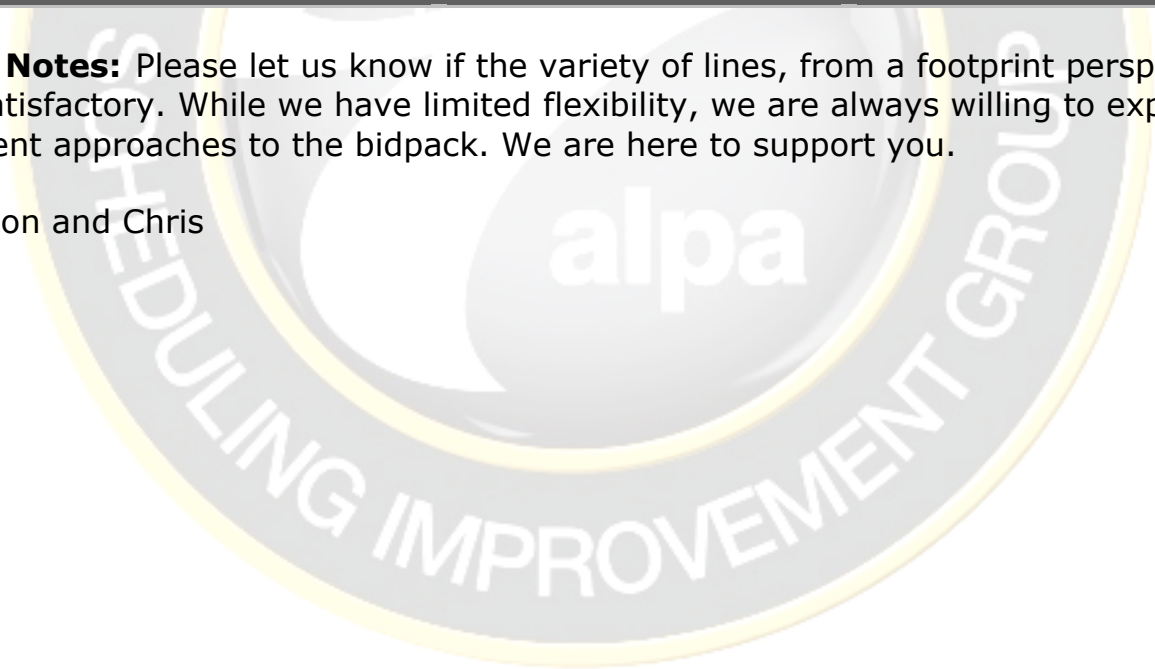 Notes: Please let us know if the variety of lines, from a footprint persp
tisfactory. While we have limited flexibility, we are always willing to exp
ent approaches to the bidpack. We are here to support you.
on and Chris
alpa
SCHEDULING IMPROVEMENT GROUP